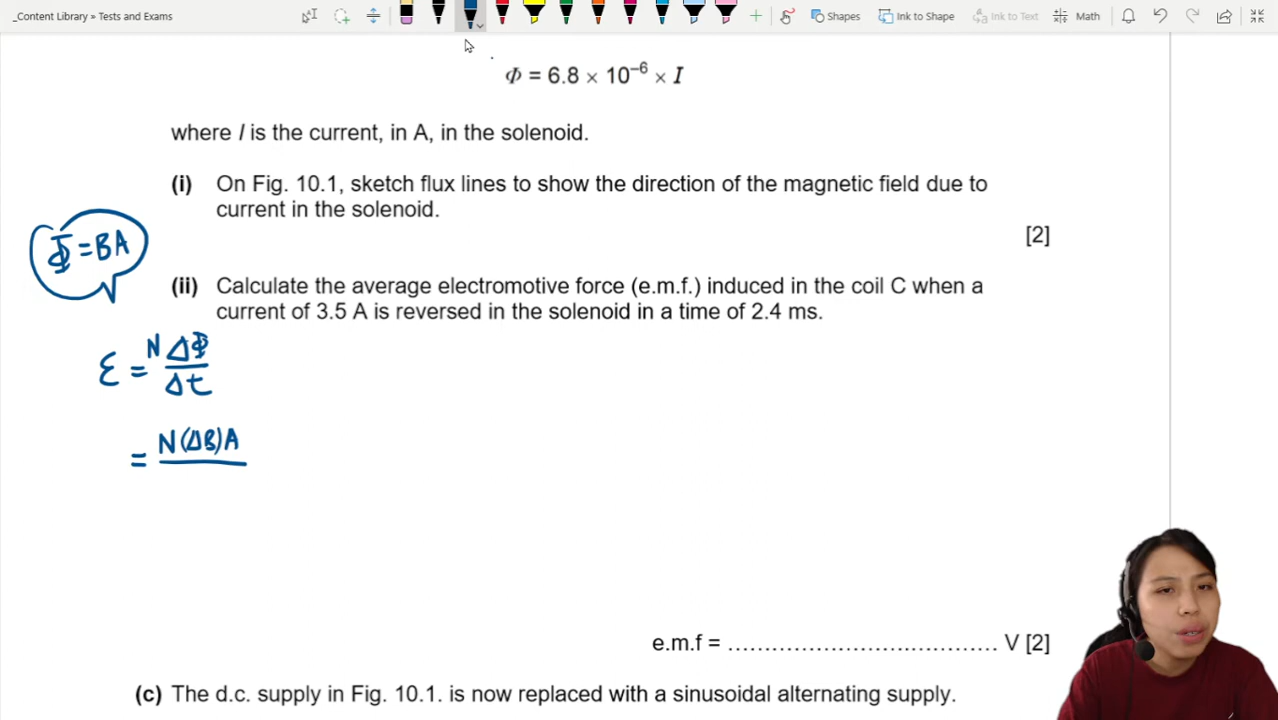 _Content Library » Tests and Exams
Shapes
Ink to Shape
Ink to Text
Math
Φ = 6.8 × 10⁻⁶ × I
where I is the current, in A, in the solenoid.
(i) On Fig. 10.1, sketch flux lines to show the direction of the magnetic field due to
current in the solenoid.
[2]
Φ = BA
(ii) Calculate the average electromotive force (e.m.f.) induced in the coil C when a
current of 3.5 A is reversed in the solenoid in a time of 2.4 ms.
ε = N ΔΦ
Δt
= N(ΔB)A
e.m.f = ................................................ V [2]
(c) The d.c. supply in Fig. 10.1. is now replaced with a sinusoidal alternating supply.